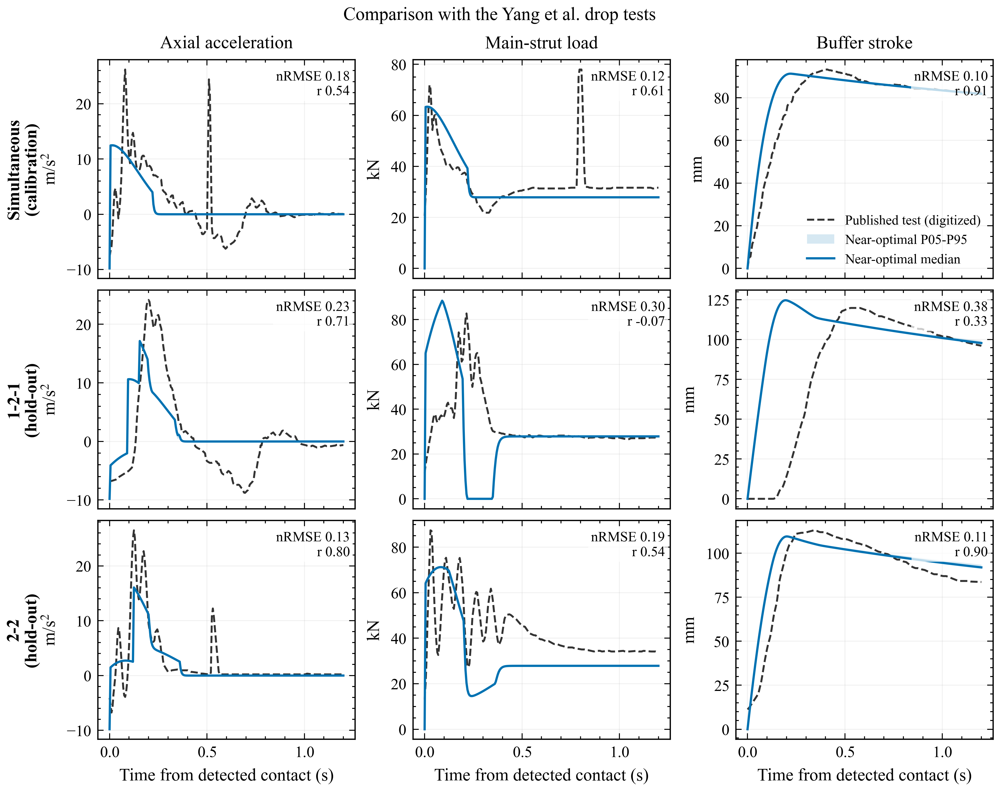 Comparison with the Yang et al. drop tests
Axial acceleration
Main-strut load
Buffer stroke
Simultaneous
(calibration)
m/s²
20
10
0
−10
nRMSE 0.18
r 0.54
kN
80
60
40
20
0
nRMSE 0.12
r 0.61
mm
80
60
40
20
0
nRMSE 0.10
r 0.91
Published test (digitized)
Near-optimal P05-P95
Near-optimal median
1-2-1
(hold-out)
m/s²
20
10
0
−10
nRMSE 0.23
r 0.71
kN
80
60
40
20
0
nRMSE 0.30
r -0.07
mm
125
100
75
50
25
0
nRMSE 0.38
r 0.33
2-2
(hold-out)
m/s²
20
10
0
−10
nRMSE 0.13
r 0.80
kN
80
60
40
20
0
nRMSE 0.19
r 0.54
mm
100
75
50
25
0
nRMSE 0.11
r 0.90
0.0 0.5 1.0
0.0 0.5 1.0
0.0 0.5 1.0
Time from detected contact (s)
Time from detected contact (s)
Time from detected contact (s)